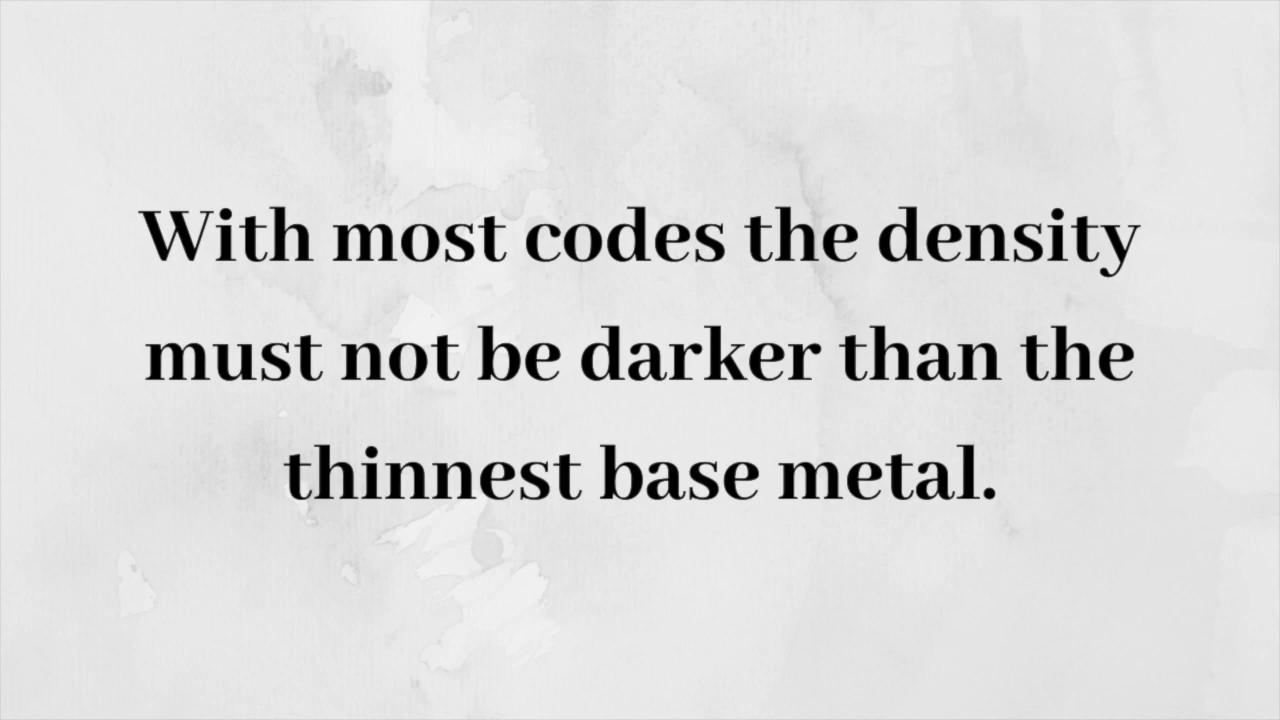 With most codes the density
must not be darker than the
thinnest base metal.